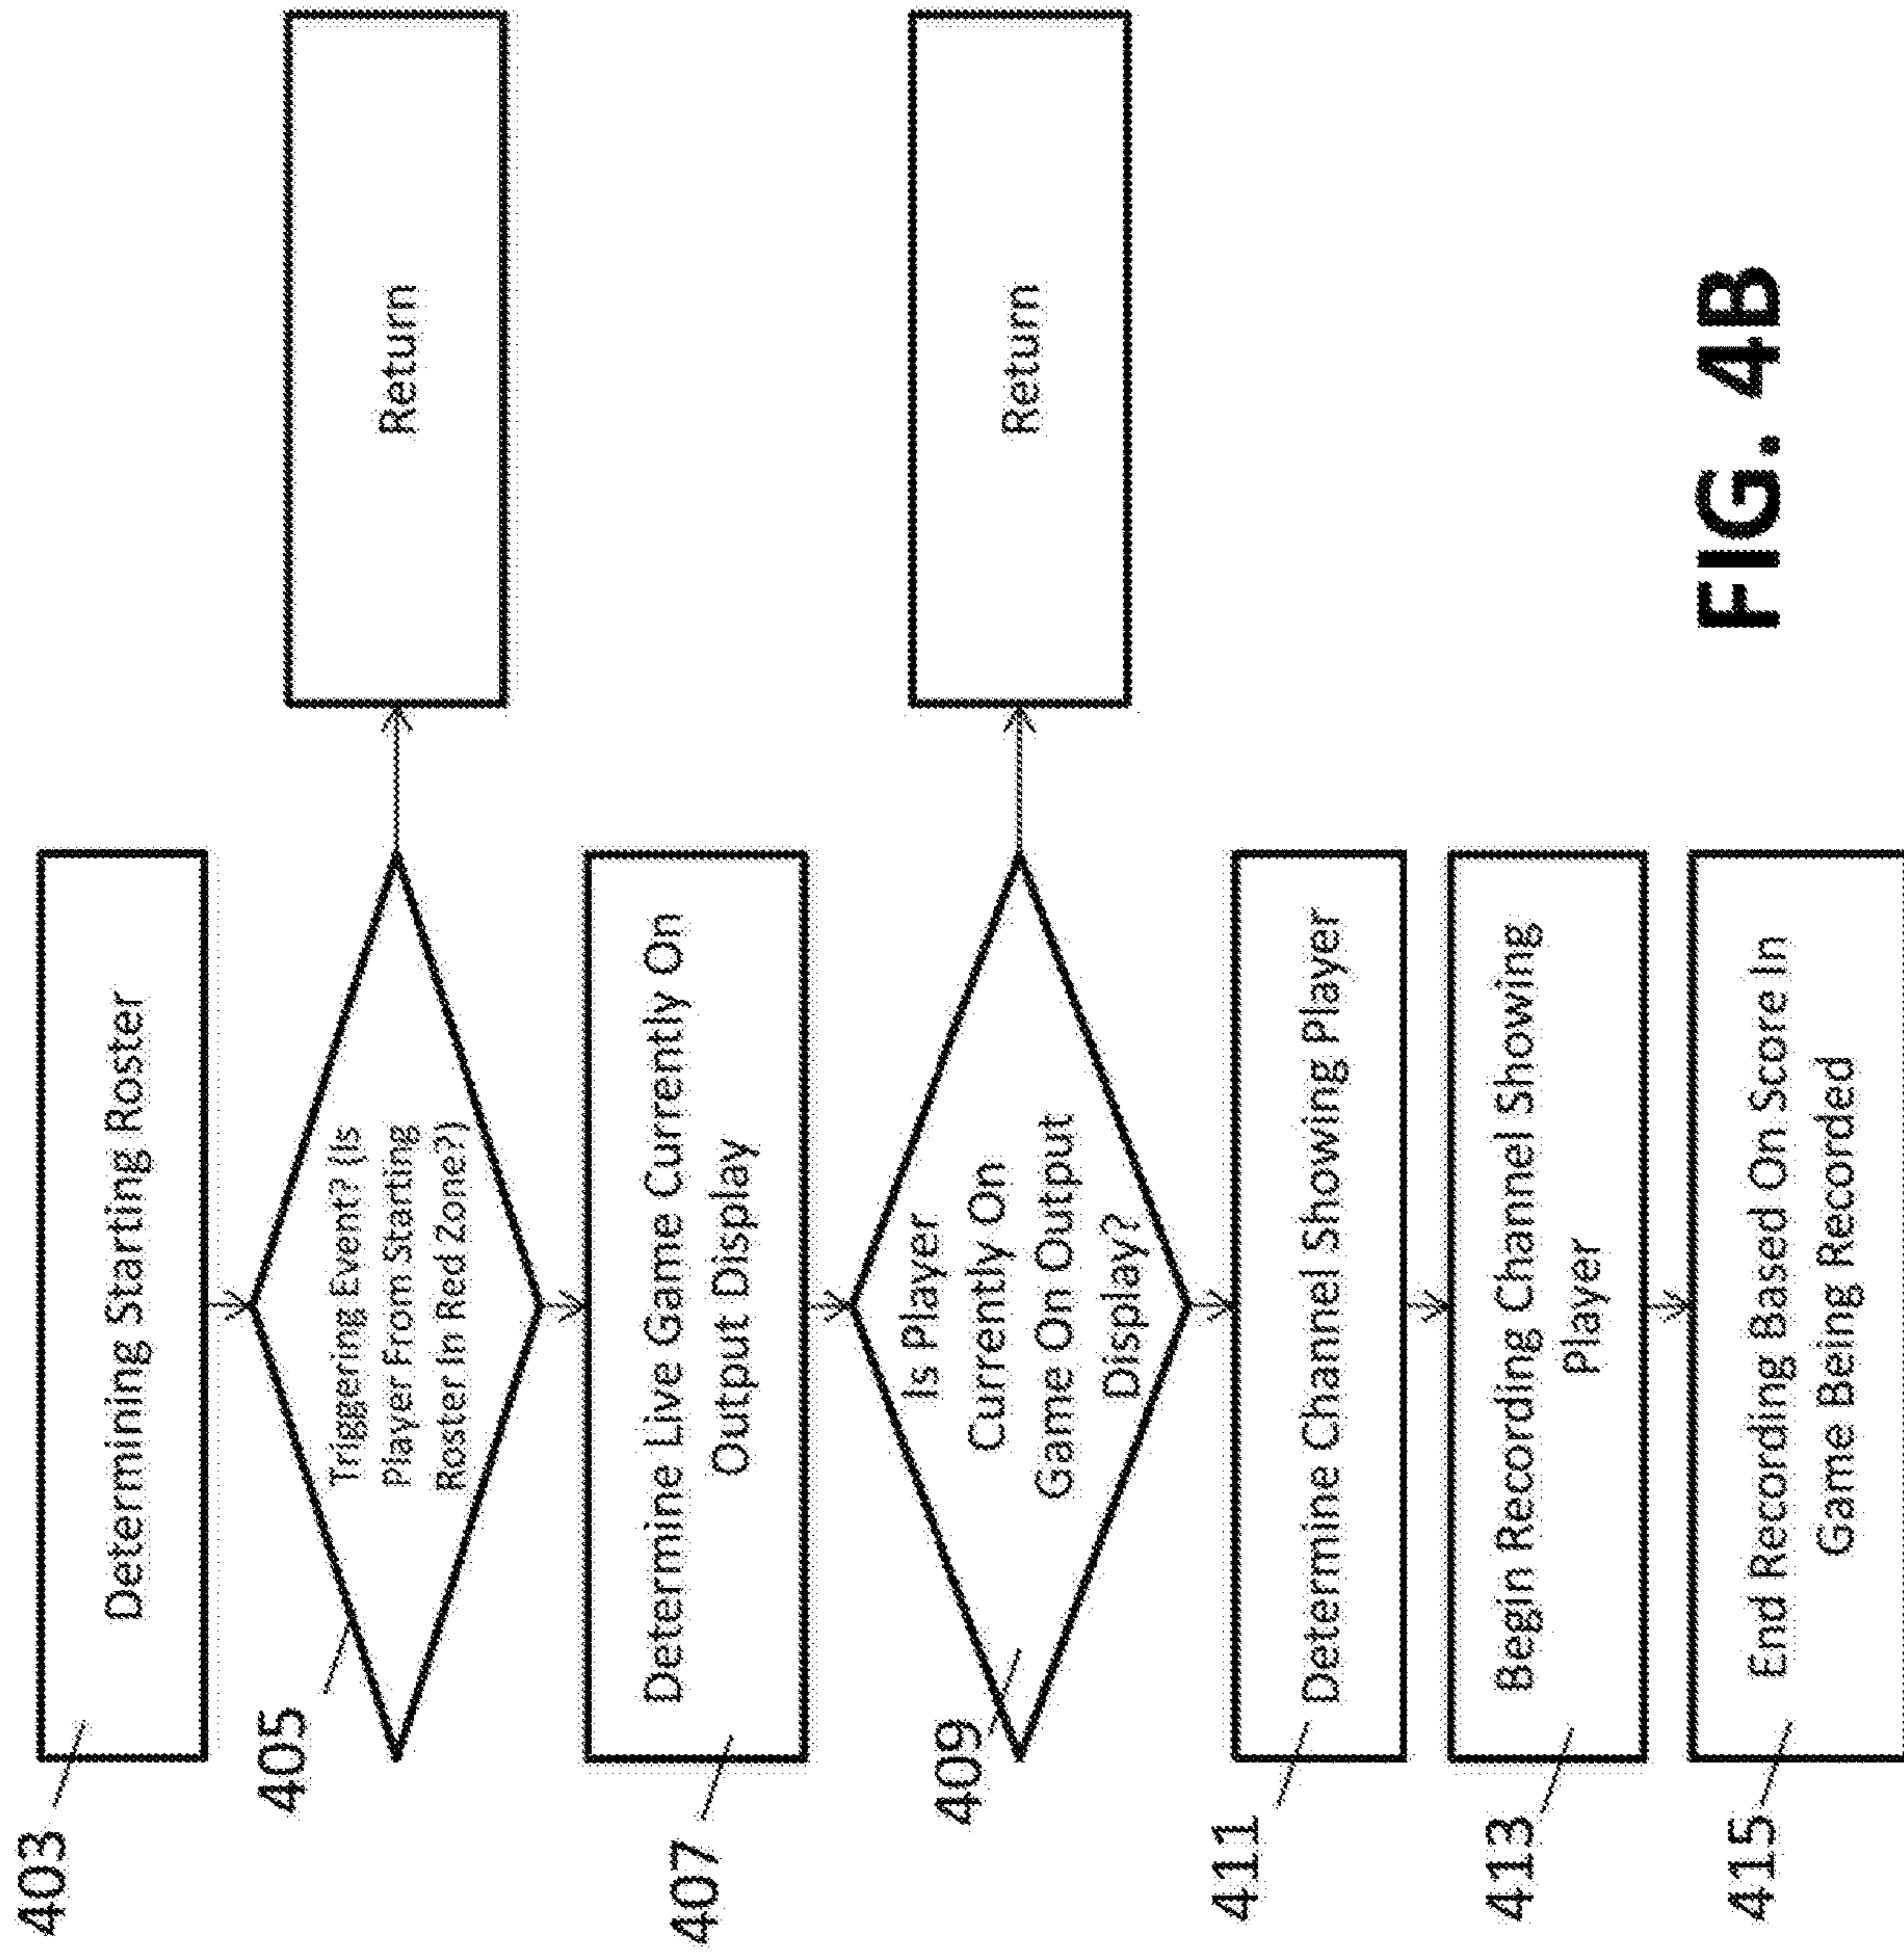 403
Determining Starting Roster
405
Triggering Event? (Is
Player From Starting
Roster In Red Zone?)
Return
407
Determine Live Game Currently On
Output Display
409
Is Player
Currently On
Game On Output
Display?
Return
411
Determine Channel Showing Player
413
Begin Recording Channel Showing
Player
415
End Recording Based On Score In
Game Being Recorded
FIG. 4B